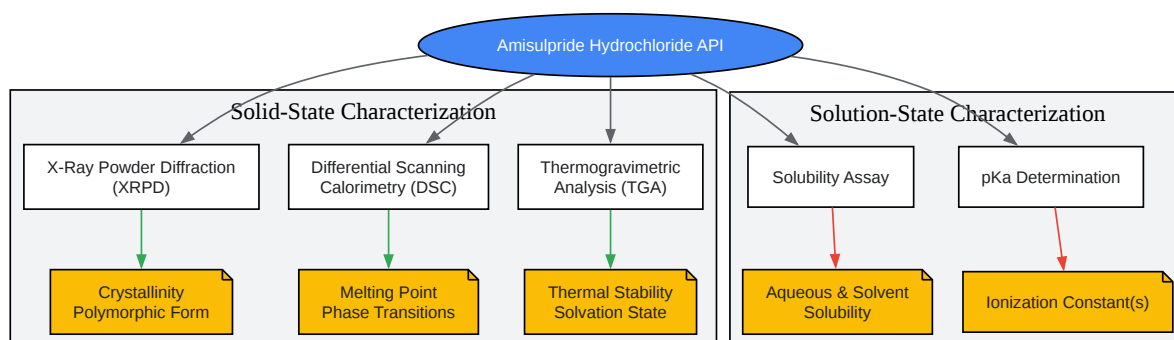 Amisulpride Hydrochloride API
Solid-State Characterization
Solution-State Characterization
X-Ray Powder Diffraction
(XRPD)
Differential Scanning
Calorimetry (DSC)
Thermogravimetric
Analysis (TGA)
Solubility Assay
pKa Determination
Crystallinity
Polymorphic Form
Melting Point
Phase Transitions
Thermal Stability
Solvation State
Aqueous & Solvent
Solubility
Ionization Constant(s)